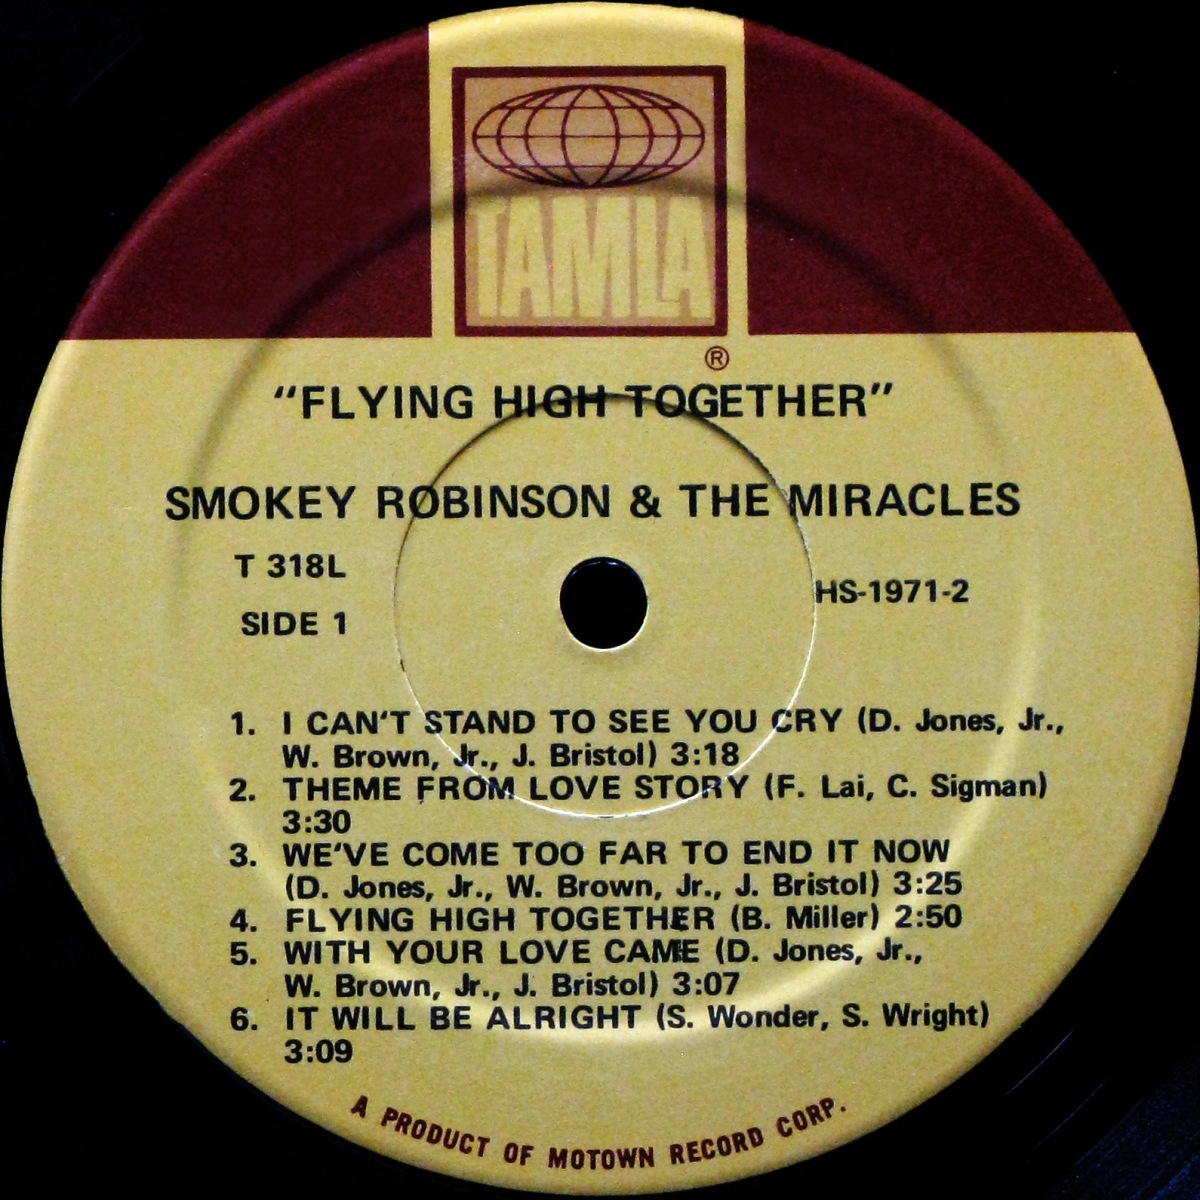 TAMLA
®
“FLYING HIGH TOGETHER”
SMOKEY ROBINSON & THE MIRACLES
T 318L
HS-1971-2
SIDE 1
1. I CAN'T STAND TO SEE YOU CRY (D. Jones, Jr.,
W. Brown, Jr., J. Bristol) 3:18
2. THEME FROM LOVE STORY (F. Lai, C. Sigman)
3:30
3. WE'VE COME TOO FAR TO END IT NOW
(D. Jones, Jr., W. Brown, Jr., J. Bristol) 3:25
4. FLYING HIGH TOGETHER (B. Miller) 2:50
5. WITH YOUR LOVE CAME (D. Jones, Jr.,
W. Brown, Jr., J. Bristol) 3:07
6. IT WILL BE ALRIGHT (S. Wonder, S. Wright)
3:09
A PRODUCT OF MOTOWN RECORD CORP.